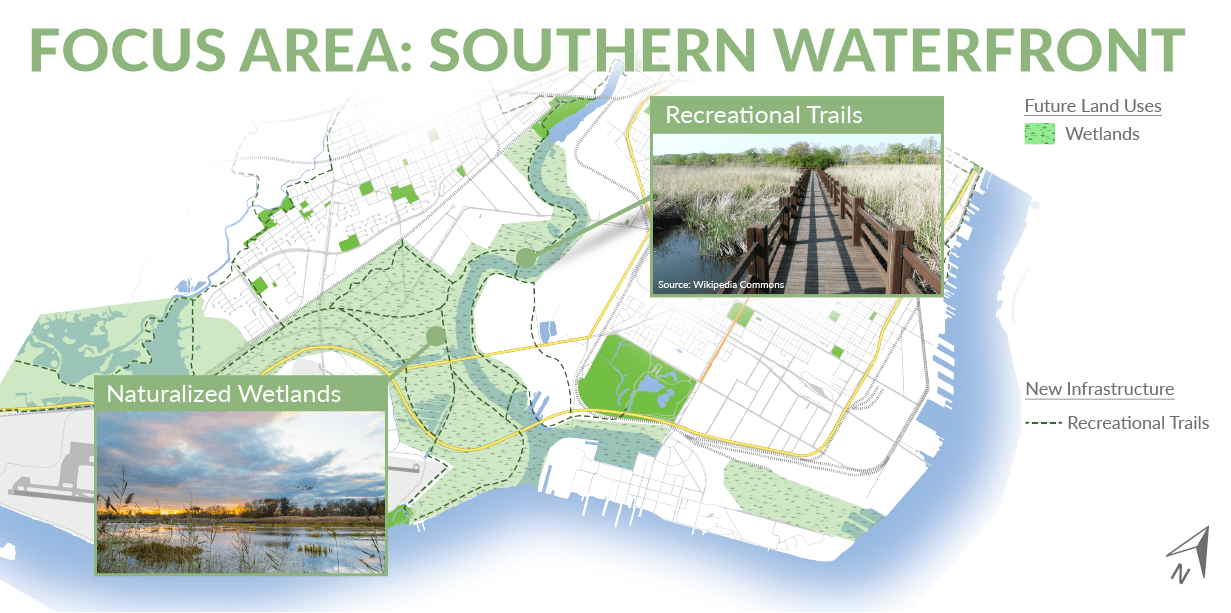 FOCUS AREA: SOUTHERN WATERFRONT
Recreational Trails
Source: Wikipedia Commons
Future Land Uses
Wetlands
Naturalized Wetlands
New Infrastructure
Recreational Trails
N